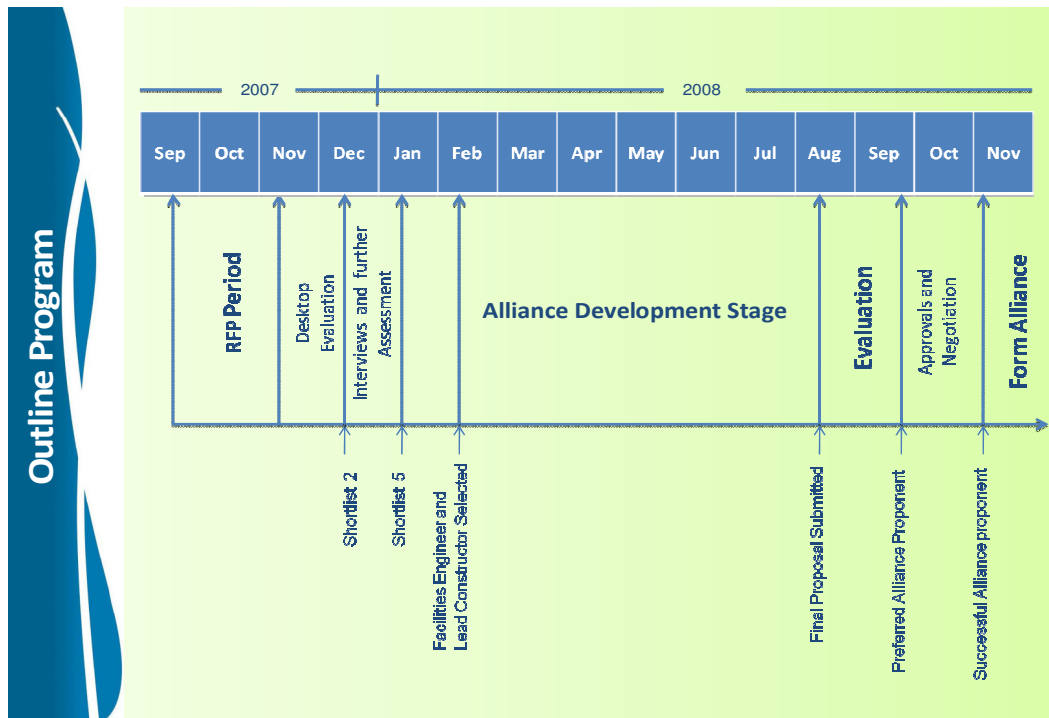 Outline Program
2007
2008
Sep
Oct
Nov
Dec
Jan
Feb
Mar
Apr
May
Jun
Jul
Aug
Sep
Oct
Nov
RFP Period
Desktop
Evaluation
Interviews and further
Assessment
Alliance Development Stage
Evaluation
Approvals and
Negotiation
Form Alliance
Shortlist 2
Shortlist 5
Facilities Engineer and
Lead Constructor Selected
Final Proposal Submitted
Preferred Alliance Proponent
Successful Alliance proponent